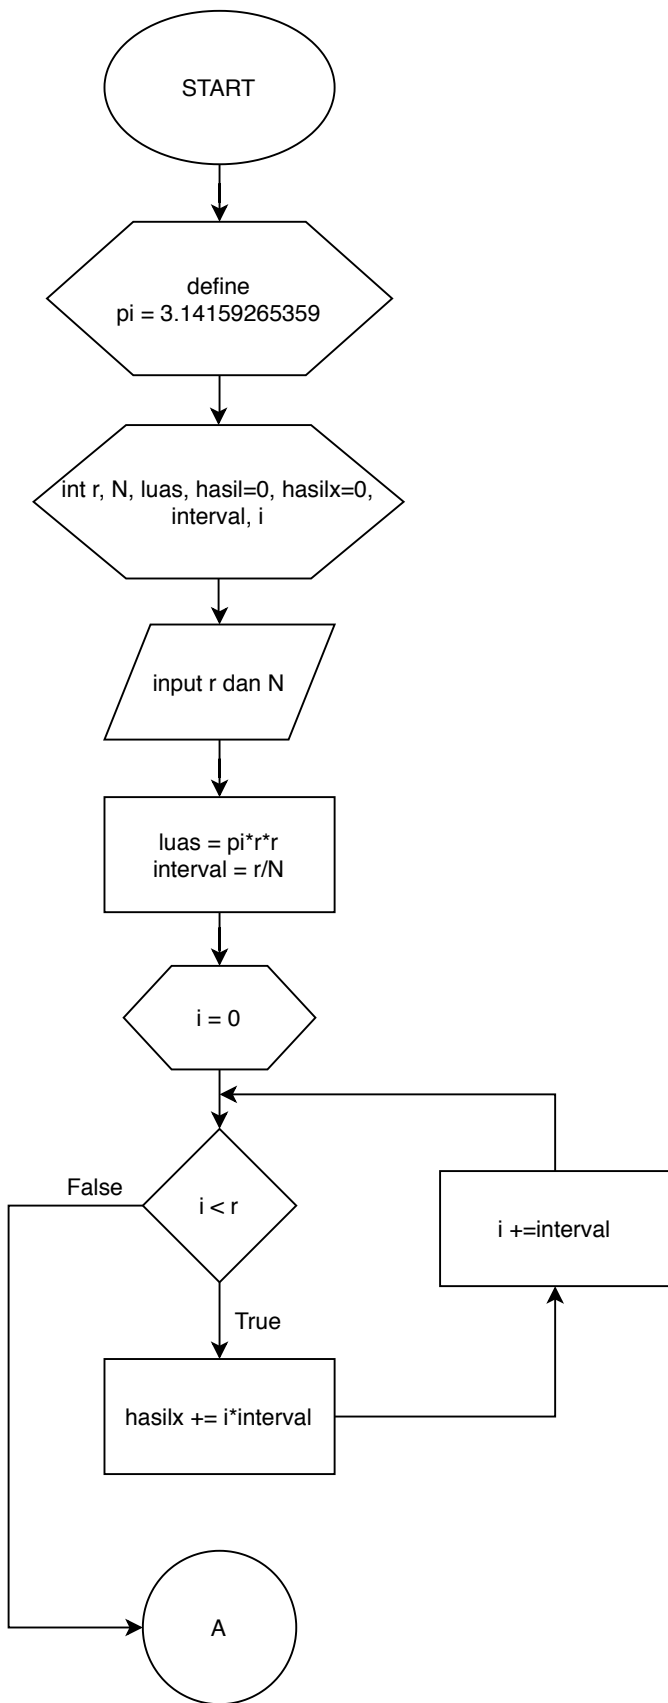 START
define
pi = 3.14159265359
int r, N, luas, hasil=0, hasilx=0,
interval, i
input r dan N
luas = pi*r*r
interval = r/N
i = 0
False
i < r
i +=interval
True
hasilx += i*interval
A